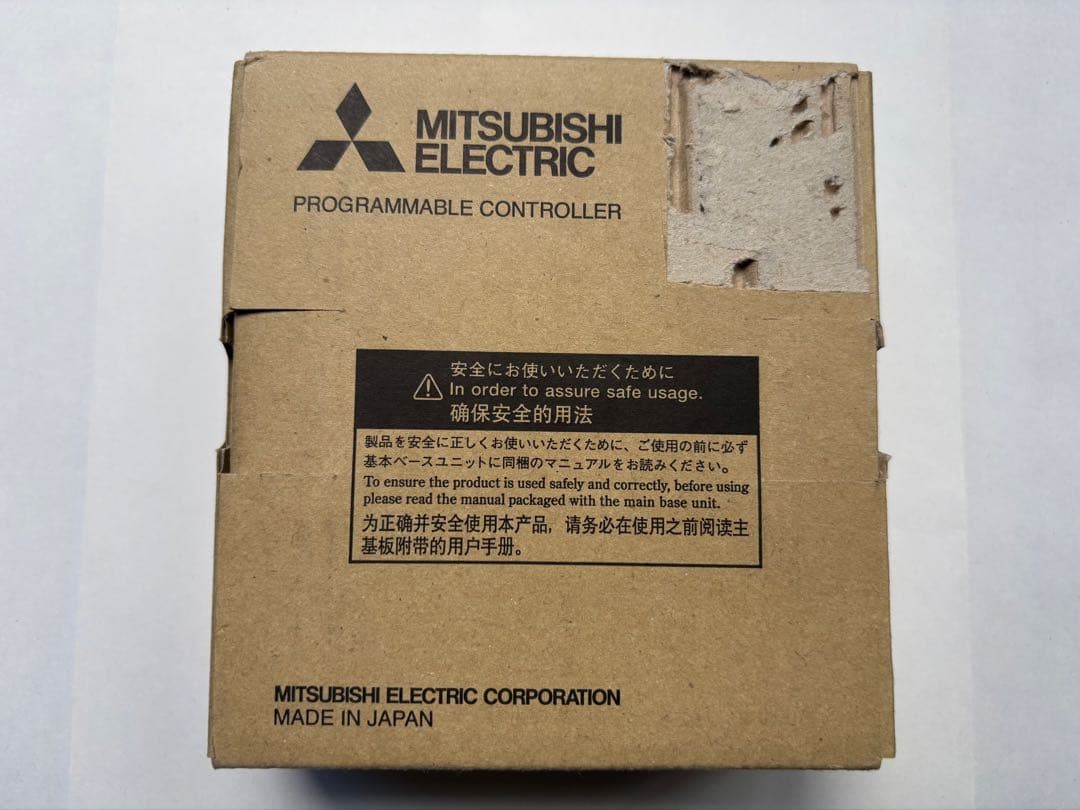 MITSUBISHI
ELECTRIC
PROGRAMMABLE CONTROLLER
安全にお使いいただくために
In order to assure safe usage.
确保安全的用法
製品を安全に正しくお使いいただくために、ご使用の前に必ず
基本ベースユニットに同梱のマニュアルをお読みください。
To ensure the product is used safely and correctly, before using
please read the manual packaged with the main base unit.
为正确并安全使用本产品，请务必在使用之前阅读主
基板附带的用户手册。
MITSUBISHI ELECTRIC CORPORATION
MADE IN JAPAN